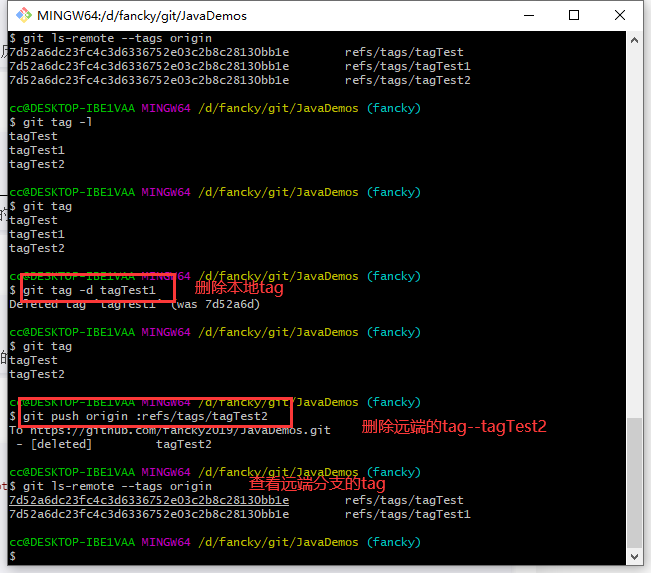 MINGW64:/d/fancky/git/JavaDemos
$ git ls-remote --tags origin
7d52a6dc23fc4c3d6336752e03c2b8c28130bb1e refs/tags/tagTest
7d52a6dc23fc4c3d6336752e03c2b8c28130bb1e refs/tags/tagTest1
7d52a6dc23fc4c3d6336752e03c2b8c28130bb1e refs/tags/tagTest2
cc@DESKTOP-IBE1VAA MINGW64 /d/fancky/git/JavaDemos (fancky)
$ git tag -l
tagTest
tagTest1
tagTest2
cc@DESKTOP-IBE1VAA MINGW64 /d/fancky/git/JavaDemos (fancky)
$ git tag
tagTest
tagTest1
tagTest2
cc@DESKTOP-IBE1VAA MINGW64 /d/fancky/git/JavaDemos (fancky)
$ git tag -d tagTest1 删除本地tag
Deleted tag 'tagTest1' (was 7d52a6d)
cc@DESKTOP-IBE1VAA MINGW64 /d/fancky/git/JavaDemos (fancky)
$ git tag
tagTest
tagTest2
cc@DESKTOP-IBE1VAA MINGW64 /d/fancky/git/JavaDemos (fancky)
$ git push origin :refs/tags/tagTest2
删除远端的tag--tagTest2
To https://github.com/fancky2019/JavaDemos.git
- [deleted] tagTest2
cc@DESKTOP-IBE1VAA MINGW64 /d/fancky/git/JavaDemos (fancky)
$ git ls-remote --tags origin 查看远端分支的tag
7d52a6dc23fc4c3d6336752e03c2b8c28130bb1e refs/tags/tagTest
7d52a6dc23fc4c3d6336752e03c2b8c28130bb1e refs/tags/tagTest1
cc@DESKTOP-IBE1VAA MINGW64 /d/fancky/git/JavaDemos (fancky)
$